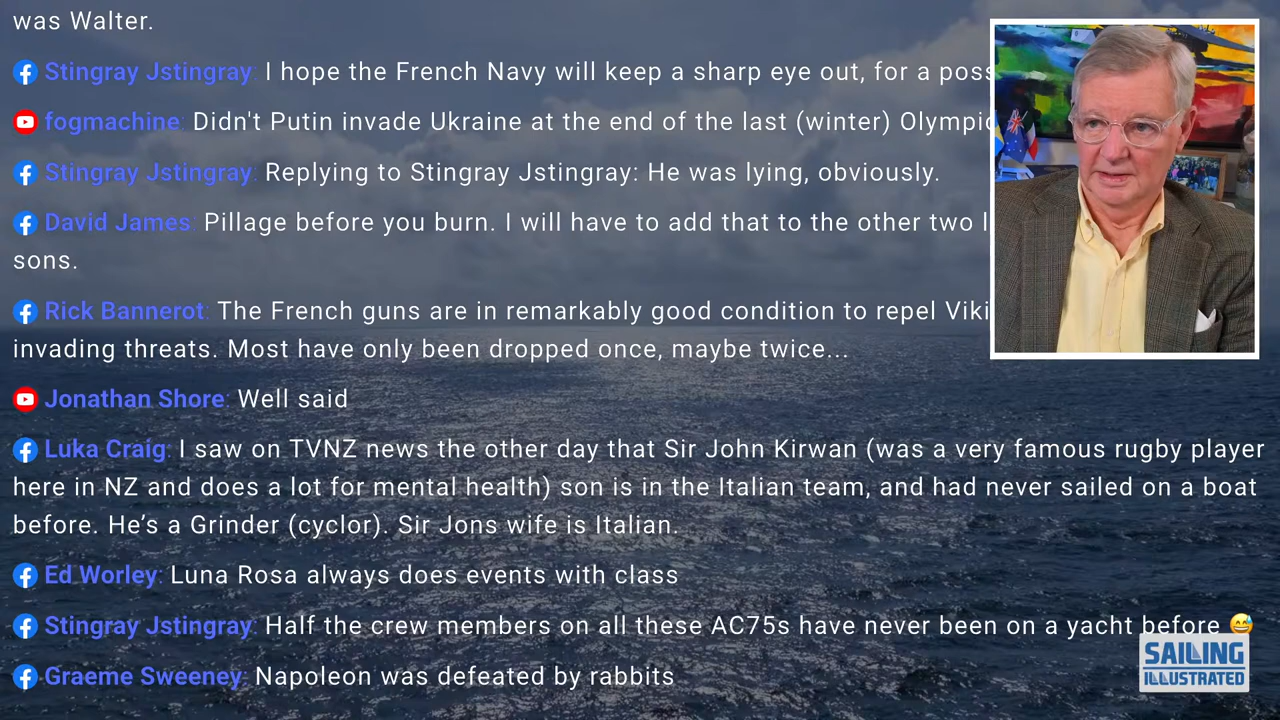 was Walter.
Stingray Jstingray: I hope the French Navy will keep a sharp eye out, for a poss
fogmachine: Didn't Putin invade Ukraine at the end of the last (winter) Olympic
Stingray Jstingray: Replying to Stingray Jstingray: He was lying, obviously.
David James: Pillage before you burn. I will have to add that to the other two l
sons.
Rick Bannerot: The French guns are in remarkably good condition to repel Viki
invading threats. Most have only been dropped once, maybe twice...
Jonathan Shore: Well said
Luka Craig: I saw on TVNZ news the other day that Sir John Kirwan (was a very famous rugby player
here in NZ and does a lot for mental health) son is in the Italian team, and had never sailed on a boat
before. He’s a Grinder (cyclor). Sir Jons wife is Italian.
Ed Worley: Luna Rosa always does events with class
Stingray Jstingray: Half the crew members on all these AC75s have never been on a yacht before 😅
Graeme Sweeney: Napoleon was defeated by rabbits
SAILING
ILLUSTRATED